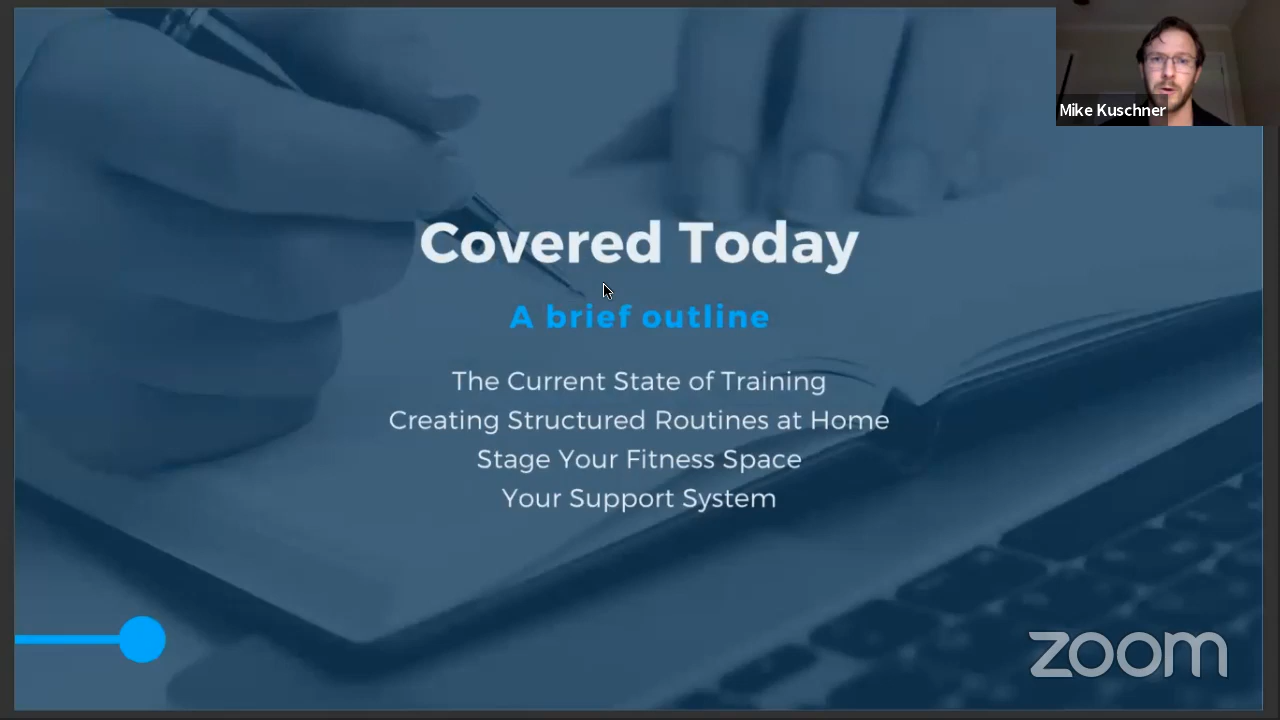 Mike Kuschner
Covered Today
A brief outline
The Current State of Training
Creating Structured Routines at Home
Stage Your Fitness Space
Your Support System
zoom